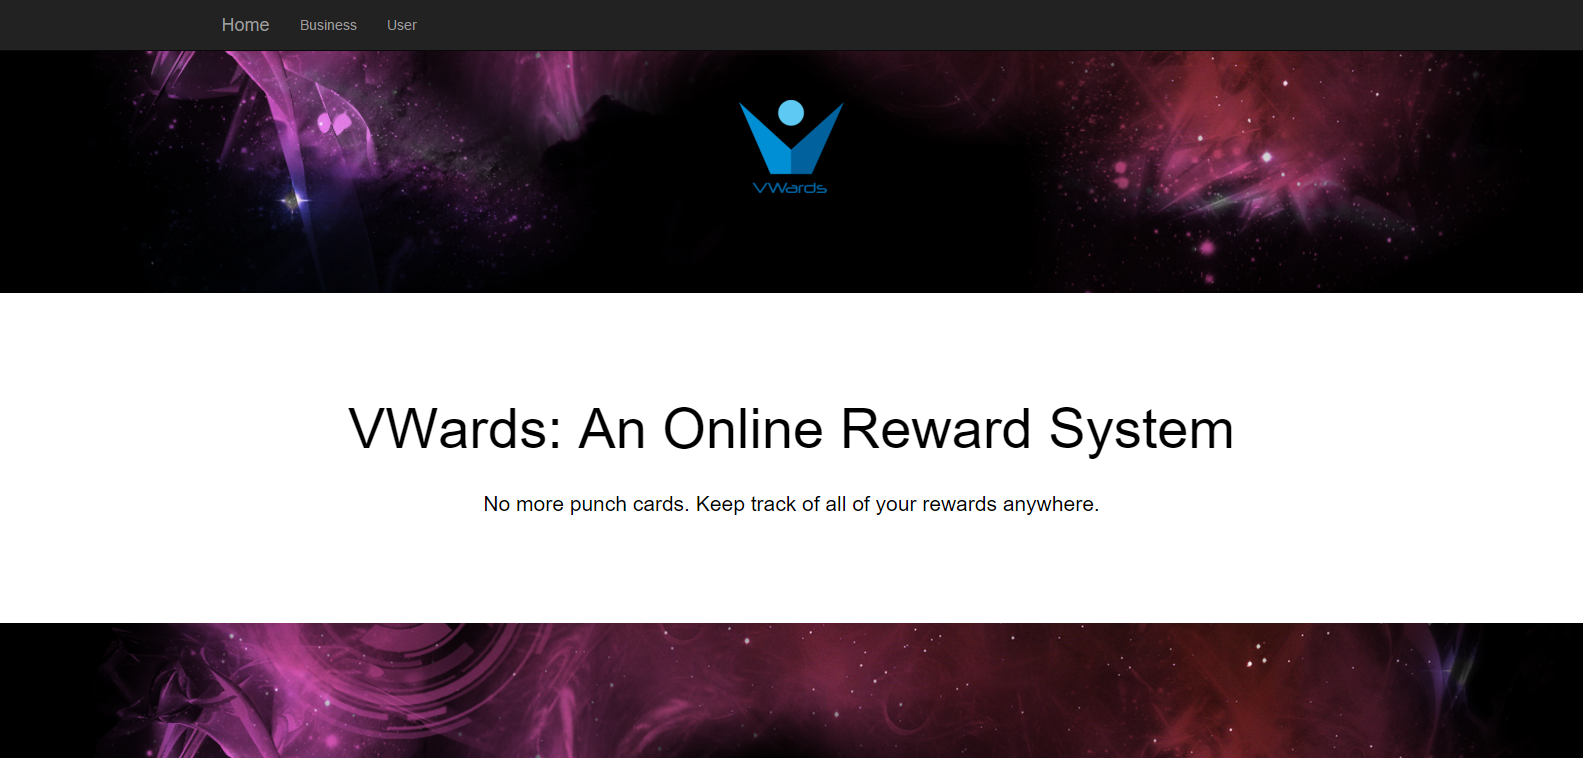 Home Business User
VWards
VWards: An Online Reward System
No more punch cards. Keep track of all of your rewards anywhere.